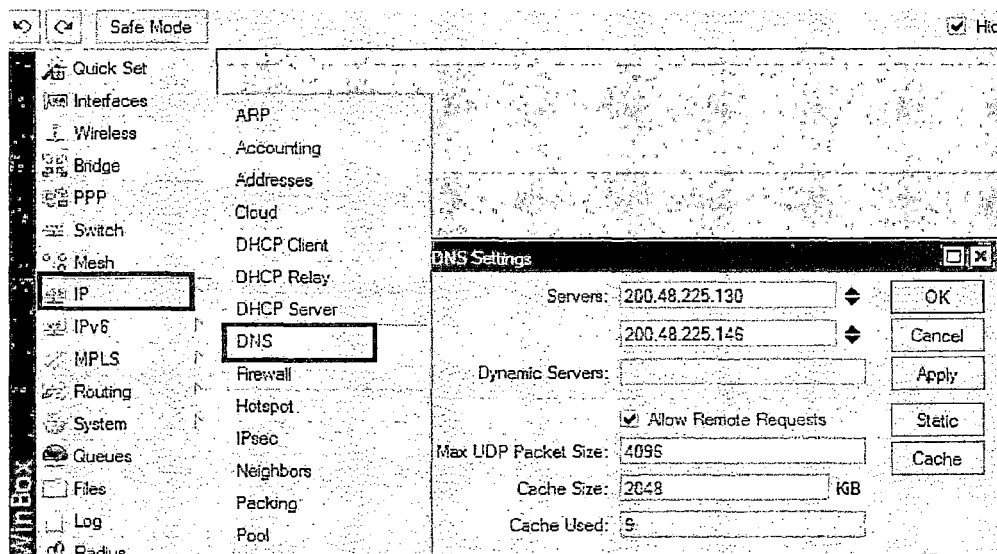 Safe Mode
Hid
Quick Set
Interfaces
Wireless
Bridge
PPP
Switch
Mesh
IP
IPv6
MPLS
Routing
System
Queues
Files
Log
Radius
WinBox
ARP
Accounting
Addresses
Cloud
DHCP Client
DHCP Relay
DHCP Server
DNS
Firewall
Hotspot
IPsec
Neighbors
Packing
Pool
DNS Settings
Servers: 200.48.225.130
200.48.225.146
Dynamic Servers:
Allow Remote Requests
Max UDP Packet Size: 4096
Cache Size: 2048 KiB
Cache Used: 9
OK
Cancel
Apply
Static
Cache